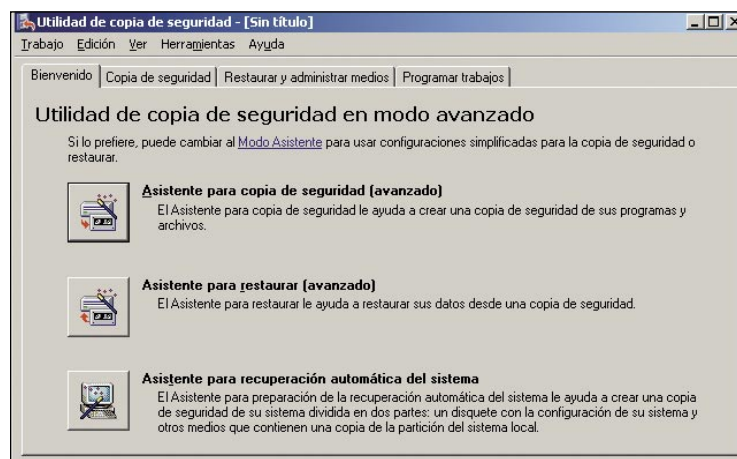 Utilidad de copia de seguridad - [Sin título]
Trabajo Edición Ver Herramientas Ayuda
Bienvenido Copia de seguridad Restaurar y administrar medios Programar trabajos
Utilidad de copia de seguridad en modo avanzado
Si lo prefiere, puede cambiar al Modo Asistente para usar configuraciones simplificadas para la copia de seguridad o
restaurar.
Asistente para copia de seguridad (avanzado)
El Asistente para copia de seguridad le ayuda a crear una copia de seguridad de sus programas y
archivos.
Asistente para restaurar (avanzado)
El Asistente para restaurar le ayuda a restaurar sus datos desde una copia de seguridad.
Asistente para recuperación automática del sistema
El Asistente para preparación de la recuperación automática del sistema le ayuda a crear una copia
de seguridad de su sistema dividida en dos partes: un disquete con la configuración de su sistema y
otros medios que contienen una copia de la partición del sistema local.